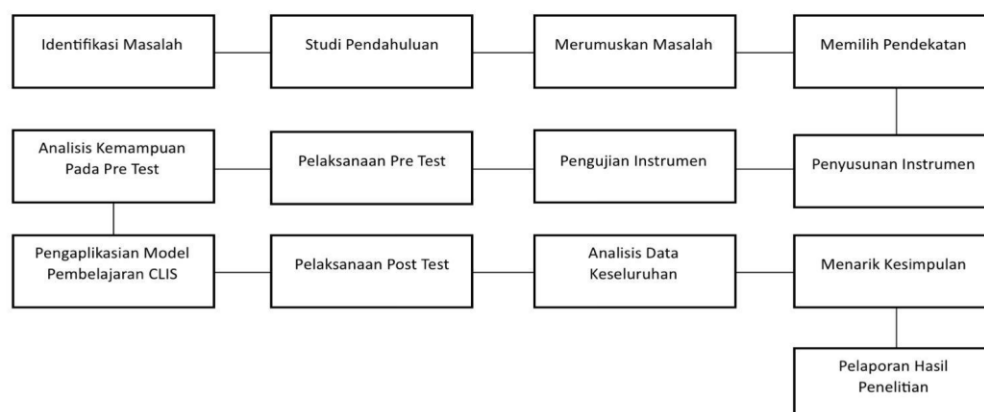 Identifikasi Masalah
Studi Pendahuluan
Merumuskan Masalah
Memilih Pendekatan
Analisis Kemampuan
Pada Pre Test
Pelaksanaan Pre Test
Pengujian Instrumen
Penyusunan Instrumen
Pengaplikasian Model
Pembelajaran CLIS
Pelaksanaan Post Test
Analisis Data
Keseluruhan
Menarik Kesimpulan
Pelaporan Hasil
Penelitian